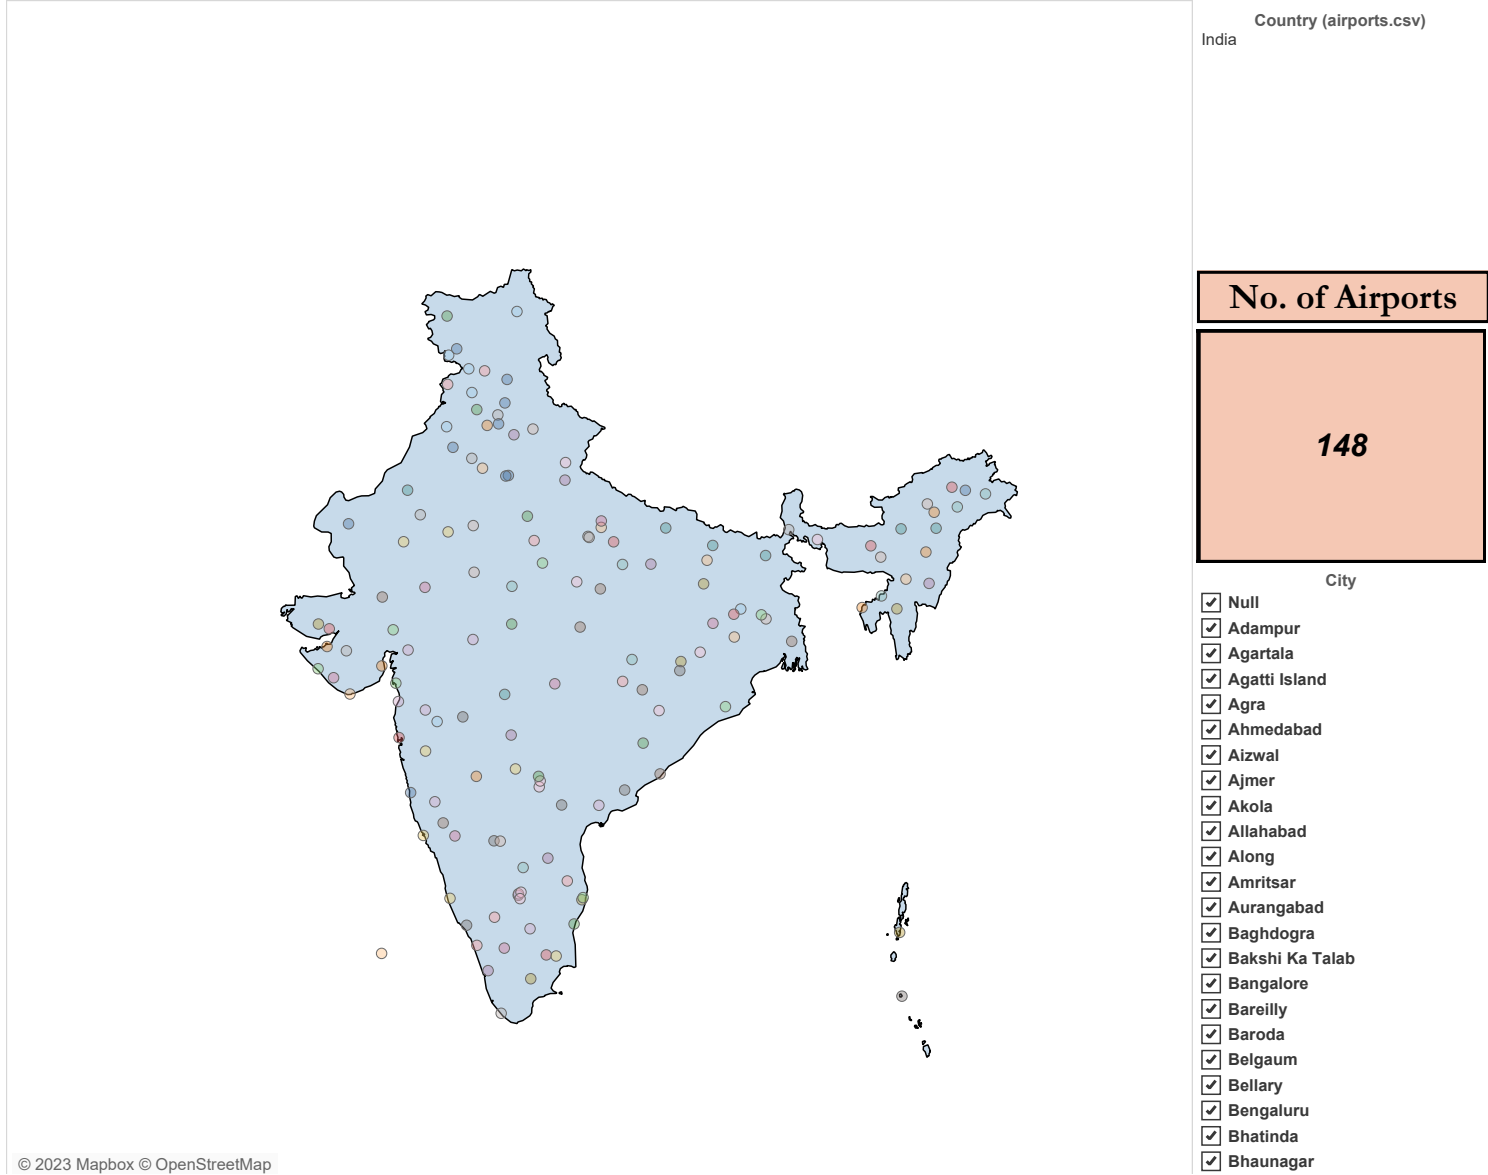 Country (airports.csv)
India
No. of Airports
148
City
Null
Adampur
Agartala
Agatti Island
Agra
Ahmedabad
Aizwal
Ajmer
Akola
Allahabad
Along
Amritsar
Aurangabad
Baghdogra
Bakshi Ka Talab
Bangalore
Bareilly
Baroda
Belgaum
Bellary
Bengaluru
Bhatinda
Bhaunagar
© 2023 Mapbox © OpenStreetMap